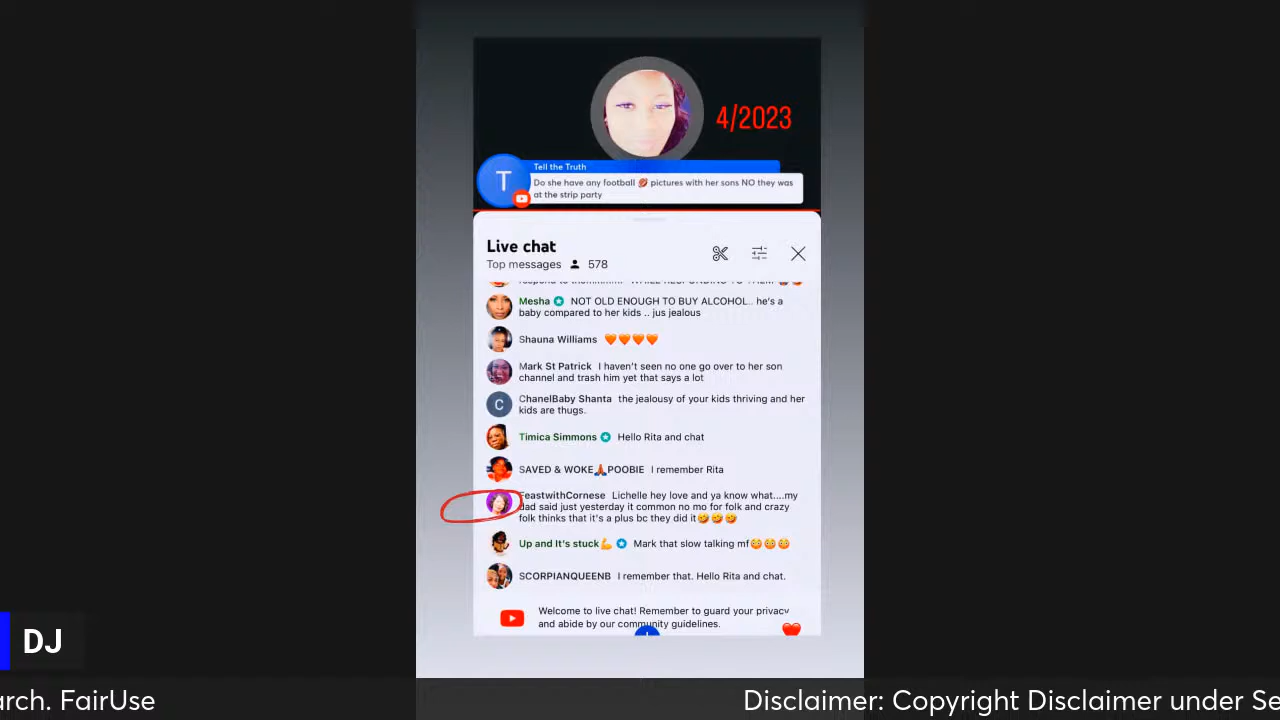 4/2023
Tell the Truth
T
Do she have any football 🏈 pictures with her sons NO they was
at the strip party
Live chat
Top messages 578
Mesha NOT OLD ENOUGH TO BUY ALCOHOL.. he's a
baby compared to her kids .. jus jealous
Shauna Williams 🧡🧡🧡🧡
Mark St Patrick I haven't seen no one go over to her son
channel and trash him yet that says a lot
C
ChanelBaby Shanta the jealousy of your kids thriving and her
kids are thugs.
Timica Simmons Hello Rita and chat
SAVED & WOKE🙏🏾POOBIE I remember Rita
FeastwithCornese Lichelle hey love and ya know what....my
dad said just yesterday it common no mo for folk and crazy
folk thinks that it's a plus bc they did it🤣🤣🤣
Up and It's stuck💪 Mark that slow talking mf😳😳😳
SCORPIANQUEENB I remember that. Hello Rita and chat.
Welcome to live chat! Remember to guard your privacy
and abide by our community guidelines.
DJ
arch. FairUse
Disclaimer: Copyright Disclaimer under Se